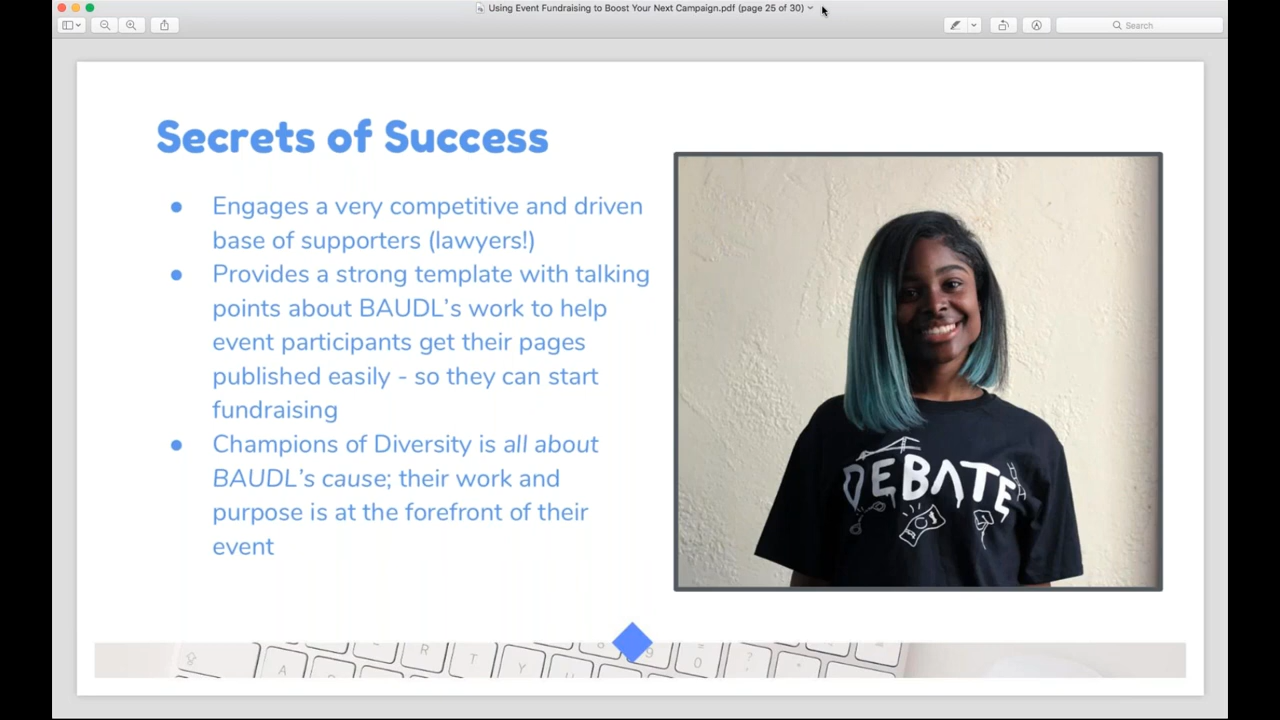 Using Event Fundraising to Boost Your Next Campaign.pdf (page 25 of 30)
Search
Secrets of Success
● Engages a very competitive and driven
base of supporters (lawyers!)
● Provides a strong template with talking
points about BAUDL's work to help
event participants get their pages
published easily - so they can start
fundraising
● Champions of Diversity is all about
BAUDL's cause; their work and
purpose is at the forefront of their
event
DEBATE
R T Y U 9 0
A